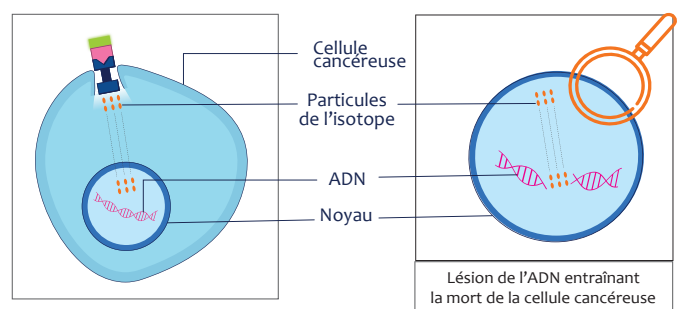 Cellule
cancéreuse
Particules
de l'isotope
ADN
Noyau
Lésion de l'ADN entraînant
la mort de la cellule cancéreuse